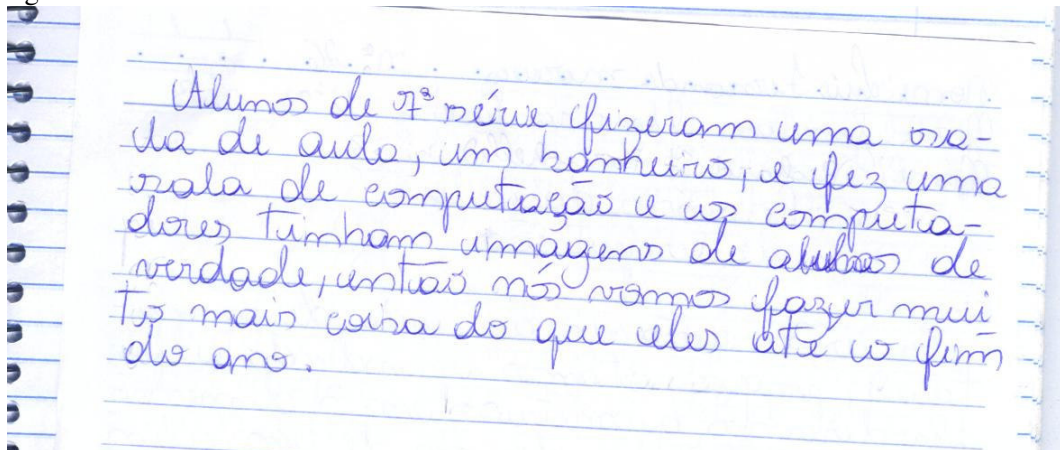 Alunos de 7ª série fizeram uma sa-
la de aula, um banheiro, e fez uma
sala de computação e os computa-
dores tinham imagens de de
verdade, então nós vamos fazer mui
to mais coisa do que eles até o fim
do ano.